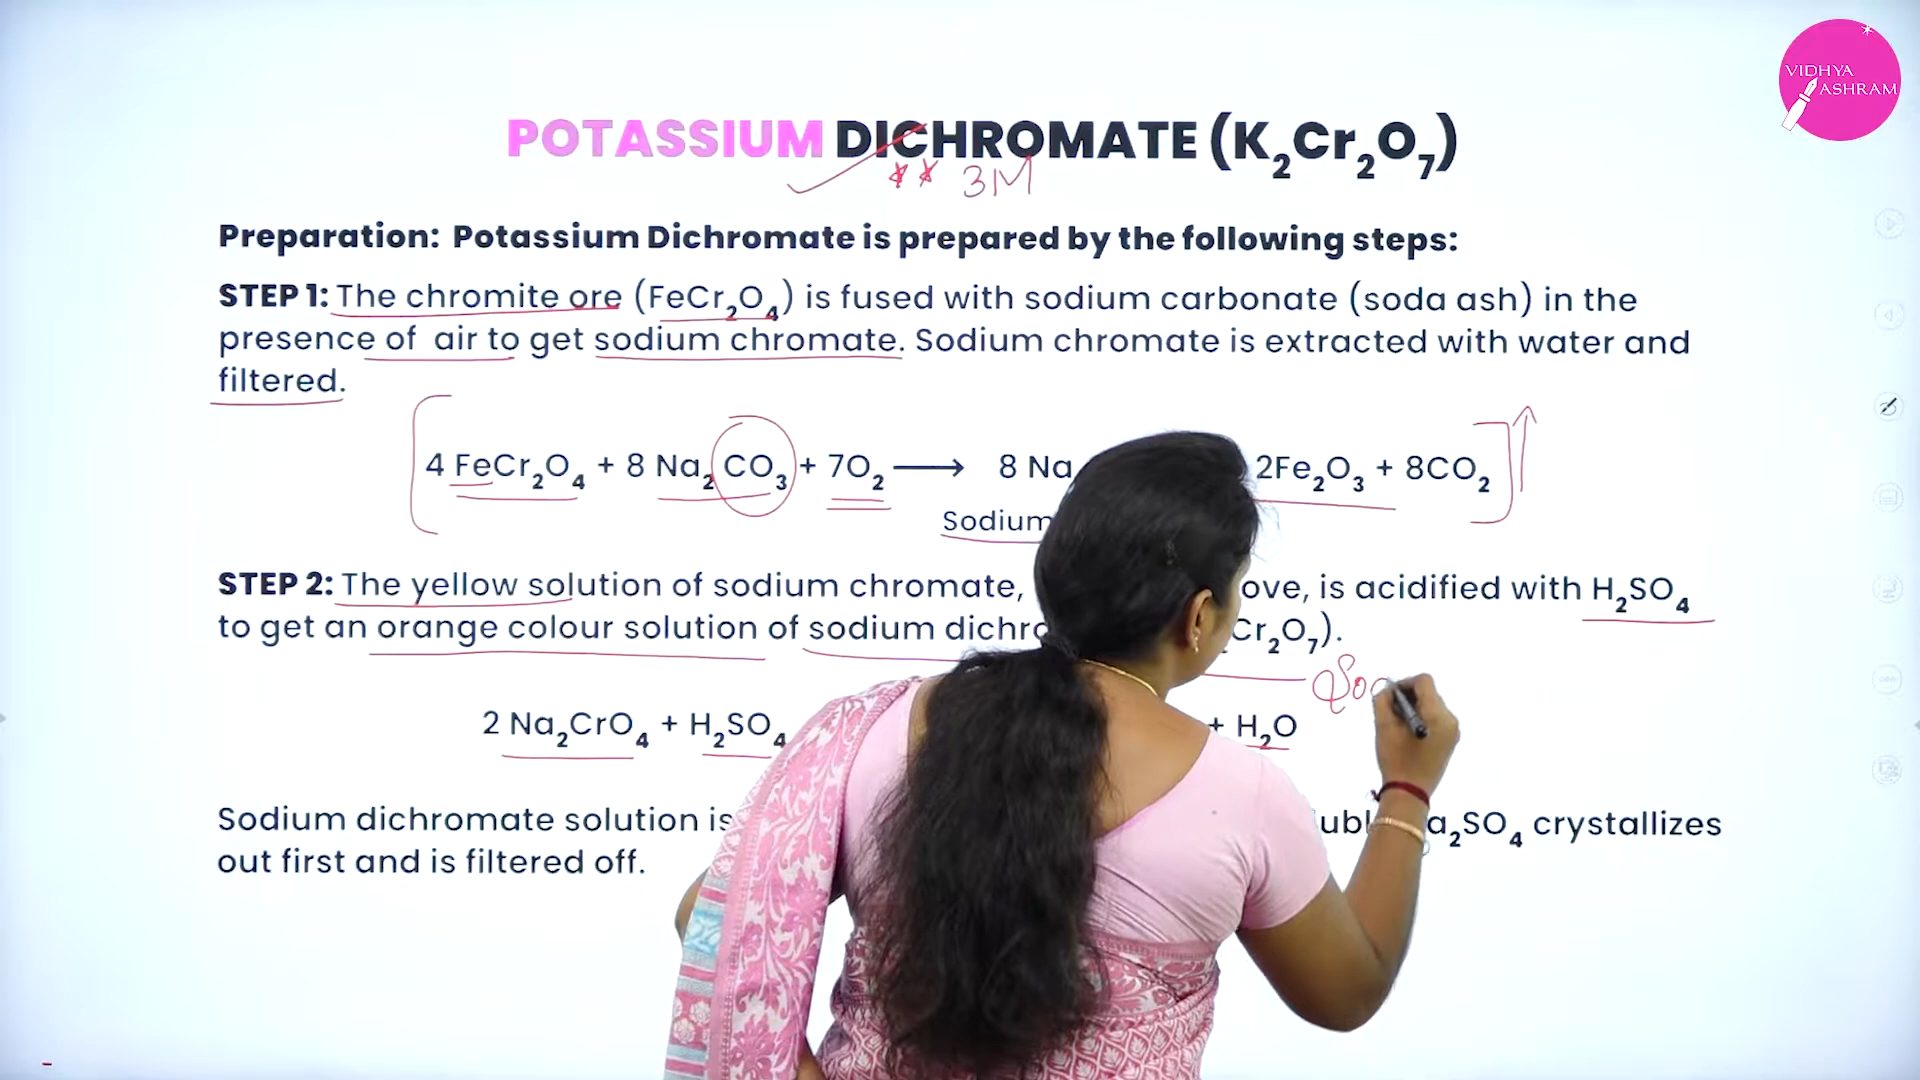 VIDHYA
ASHRAM
POTASSIUM DICHROMATE (K₂Cr₂O₇)
** 3M
Preparation: Potassium Dichromate is prepared by the following steps:
STEP 1: The chromite ore (FeCr₂O₄) is fused with sodium carbonate (soda ash) in the
presence of air to get sodium chromate. Sodium chromate is extracted with water and
filtered.
4 FeCr₂O₄ + 8 Na₂CO₃ + 7O₂ ⟶ 8 Na 2Fe₂O₃ + 8CO₂
Sodium
STEP 2: The yellow solution of sodium chromate, ove, is acidified with H₂SO₄
to get an orange colour solution of sodium dichro Cr₂O₇).
2 Na₂CrO₄ + H₂SO₄ + H₂O
Sodium dichromate solution is a₂SO₄ crystallizes
out first and is filtered off.